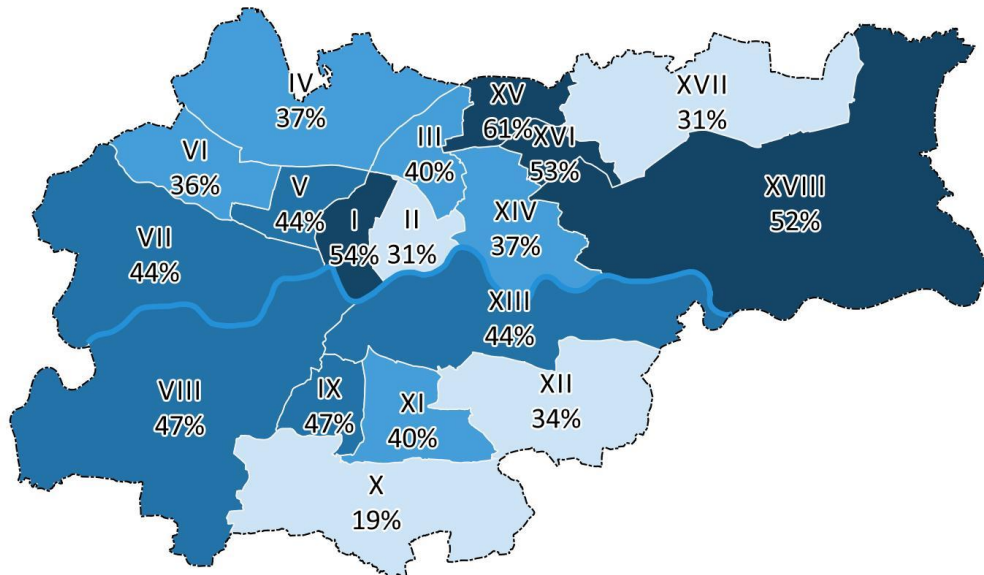 IV
37%
XV
61%
XVII
31%
III
40%
XVI
53%
VI
36%
V
44%
I
54%
II
31%
XIV
37%
XVIII
52%
VII
44%
XIII
44%
VIII
47%
IX
47%
XI
40%
XII
34%
X
19%